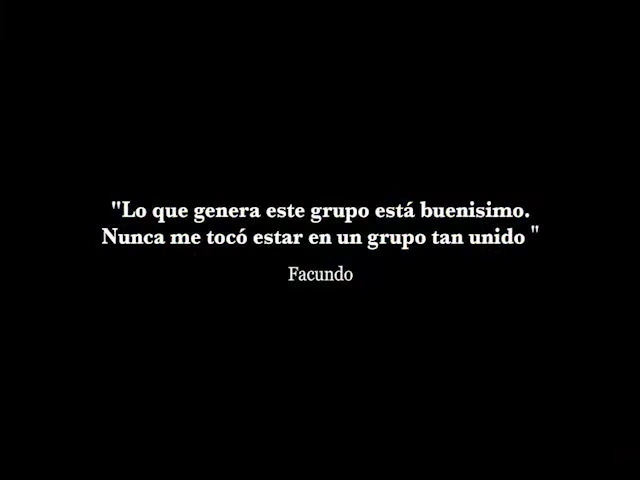 "Lo que genera este grupo está buenisimo.
Nunca me tocó estar en un grupo tan unido "
Facundo